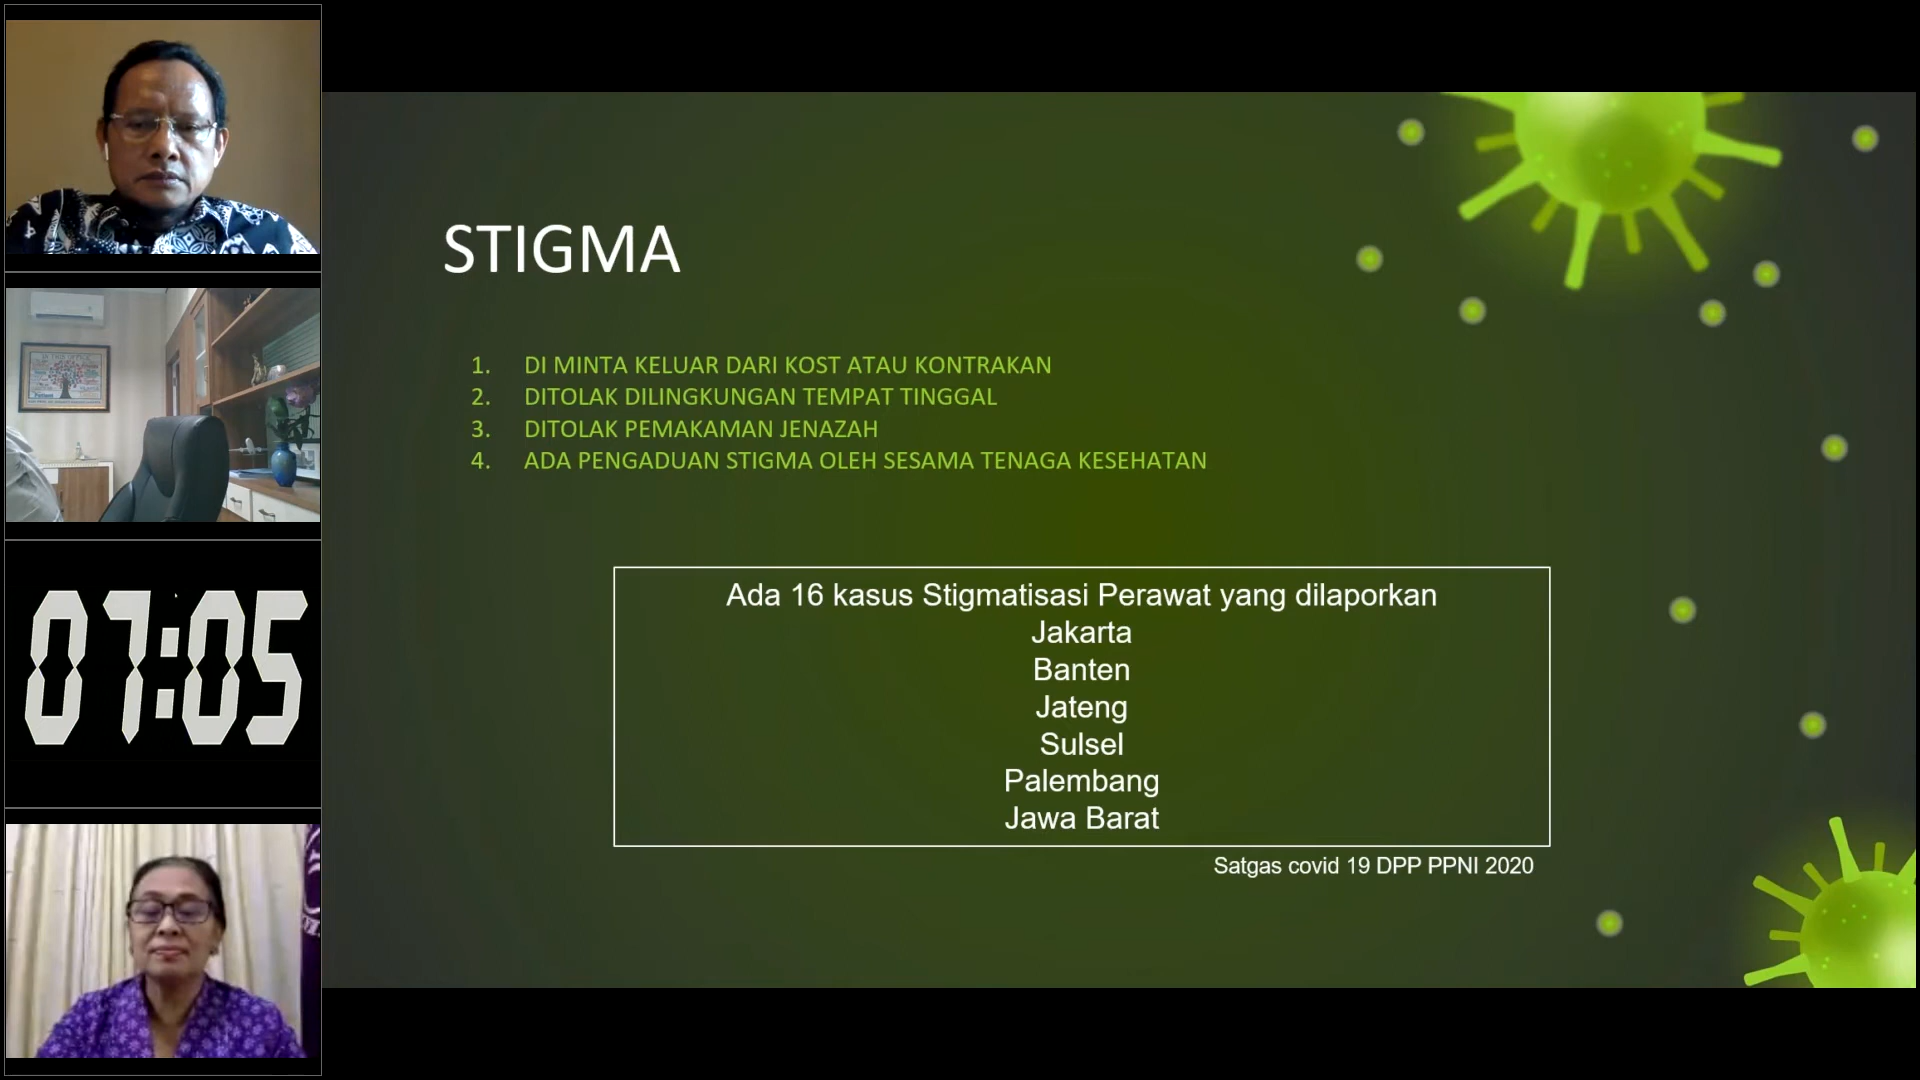 STIGMA
1. DI MINTA KELUAR DARI KOST ATAU KONTRAKAN
2. DITOLAK DILINGKUNGAN TEMPAT TINGGAL
3. DITOLAK PEMAKAMAN JENAZAH
4. ADA PENGADUAN STIGMA OLEH SESAMA TENAGA KESEHATAN
Ada 16 kasus Stigmatisasi Perawat yang dilaporkan
Jakarta
Banten
Jateng
Sulsel
Palembang
Jawa Barat
Satgas covid 19 DPP PPNI 2020
07:05